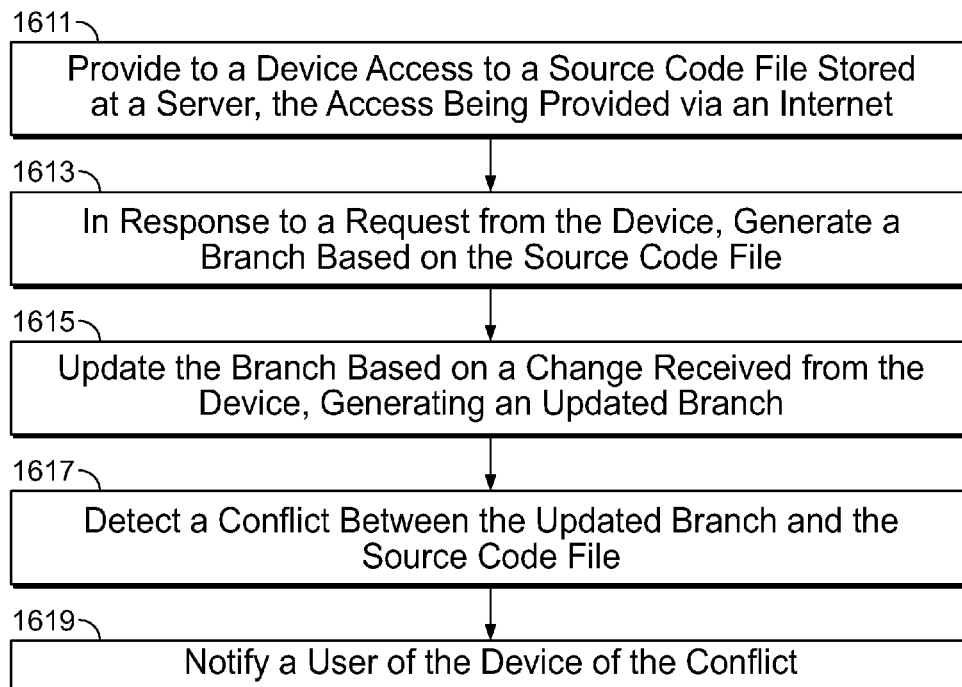 1611
Provide to a Device Access to a Source Code File Stored
at a Server, the Access Being Provided via an Internet
1613
In Response to a Request from the Device, Generate a
Branch Based on the Source Code File
1615
Update the Branch Based on a Change Received from the
Device, Generating an Updated Branch
1617
Detect a Conflict Between the Updated Branch and the
Source Code File
1619
Notify a User of the Device of the Conflict